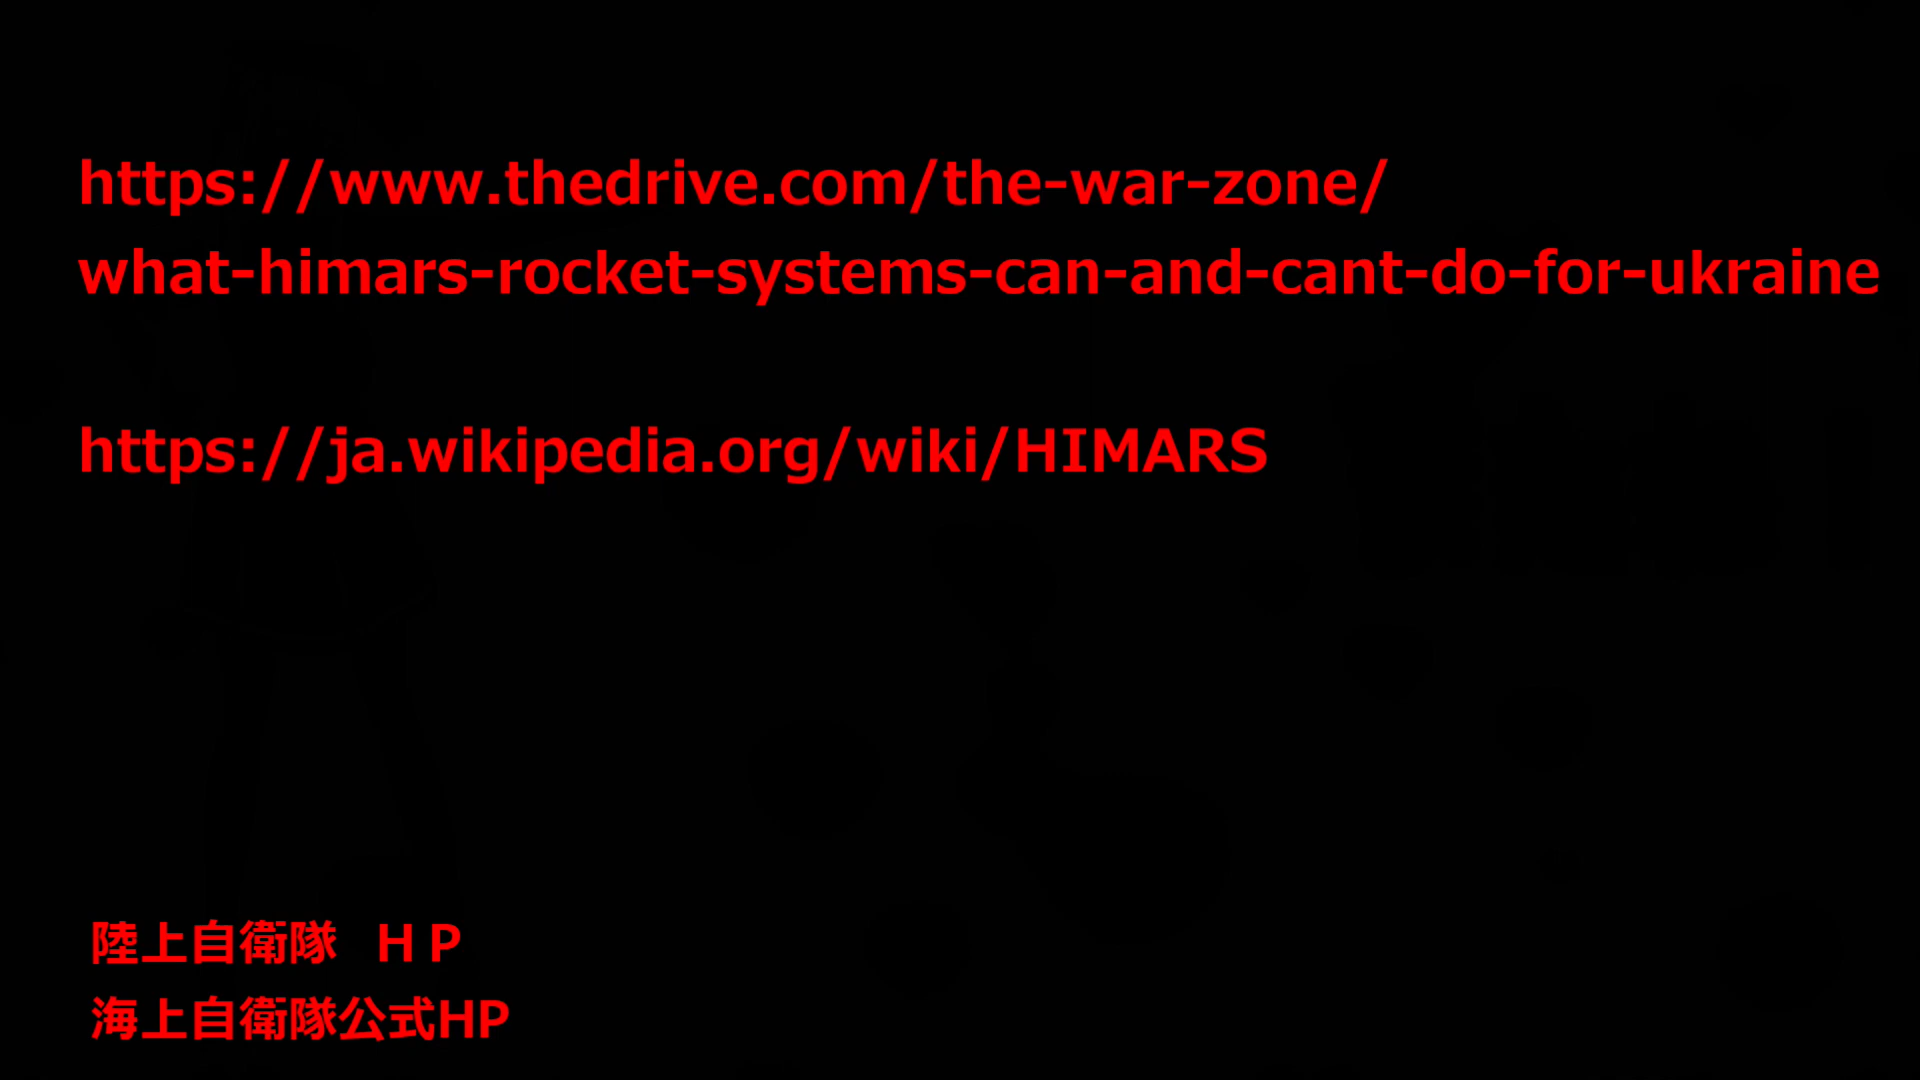 https://www.thedrive.com/the-war-zone/
what-himars-rocket-systems-can-and-cant-do-for-ukraine
https://ja.wikipedia.org/wiki/HIMARS
陸上自衛隊　ＨＰ
海上自衛隊公式HP